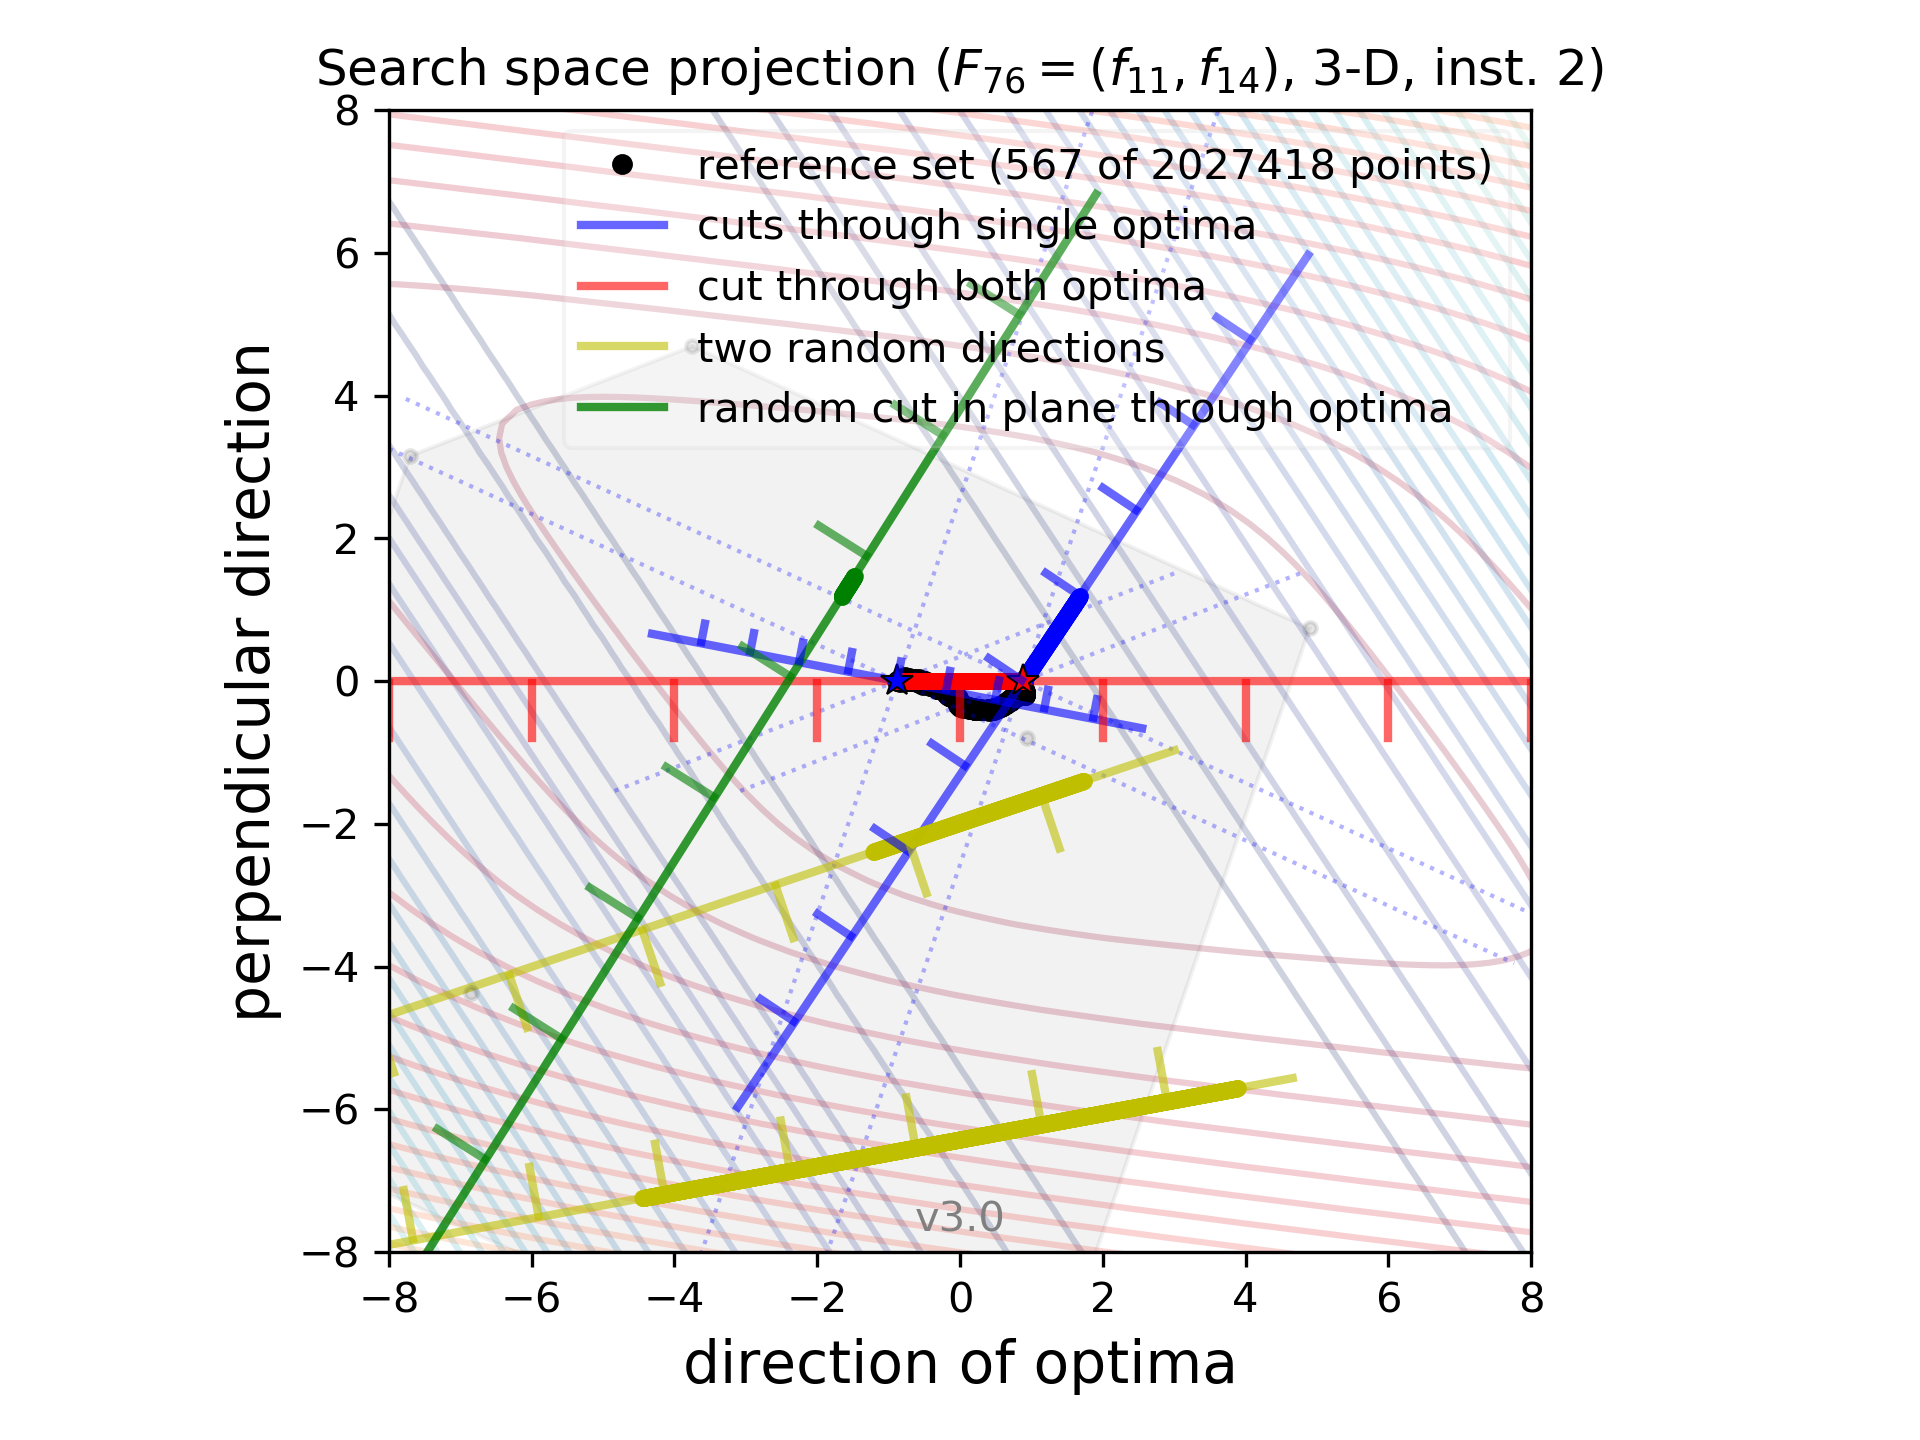 Search space projection (F₇₆ = (f₁₁, f₁₄), 3-D, inst. 2)
reference set (567 of 2027418 points)
cuts through single optima
cut through both optima
two random directions
random cut in plane through optima
perpendicular direction
8
6
4
2
0
−2
−4
−6
−8
v3.0
−8 −6 −4 −2 0 2 4 6 8
direction of optima